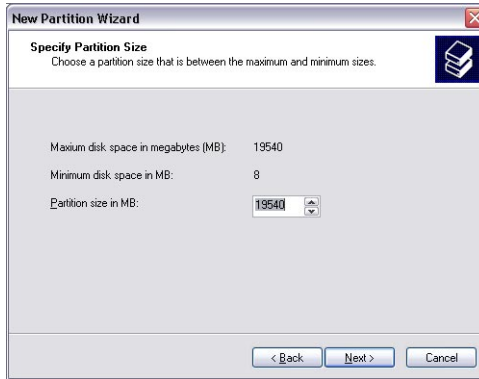 New Partition Wizard
Specify Partition Size
Choose a partition size that is between the maximum and minimum sizes.
Maxium disk space in megabytes (MB): 19540
Minimum disk space in MB: 8
Partition size in MB: 19540
< Back Next > Cancel